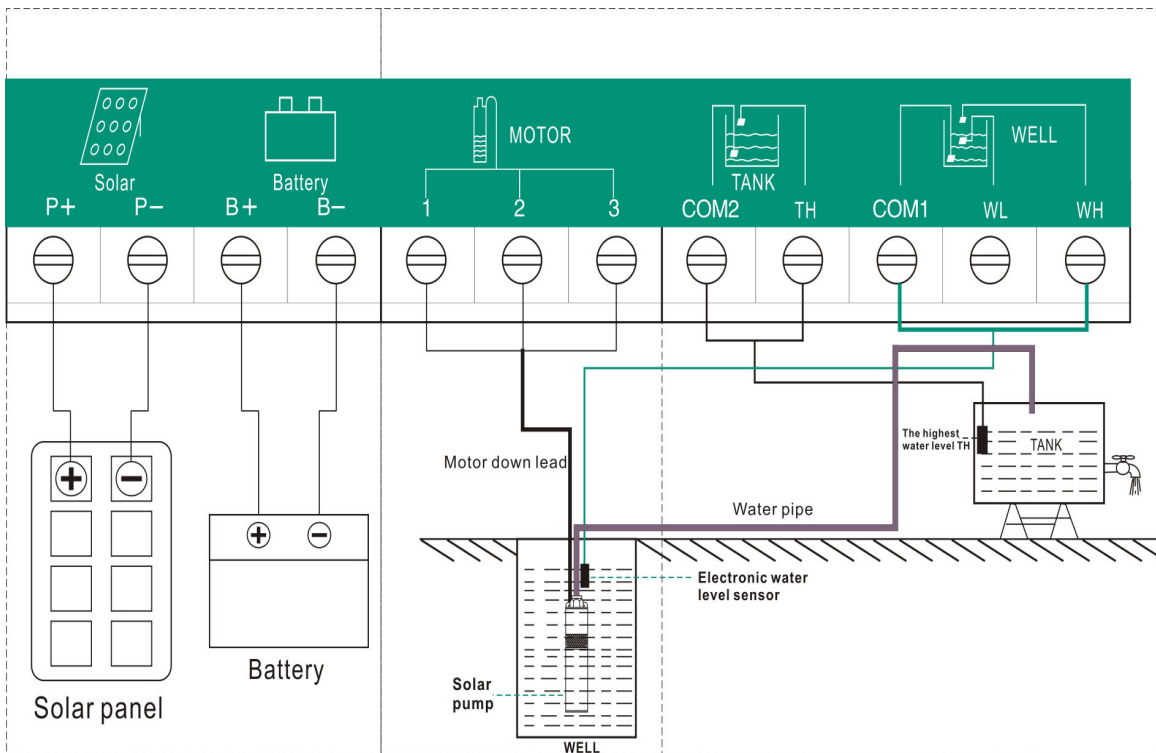 Solar
Battery
MOTOR
TANK
WELL
P+
P−
B+
B−
1
2
3
COM2
TH
COM1
WL
WH
The highest
water level TH
TANK
Motor down lead
Water pipe
+
−
+
−
Electronic water
level sensor
Battery
Solar
pump
Solar panel
WELL